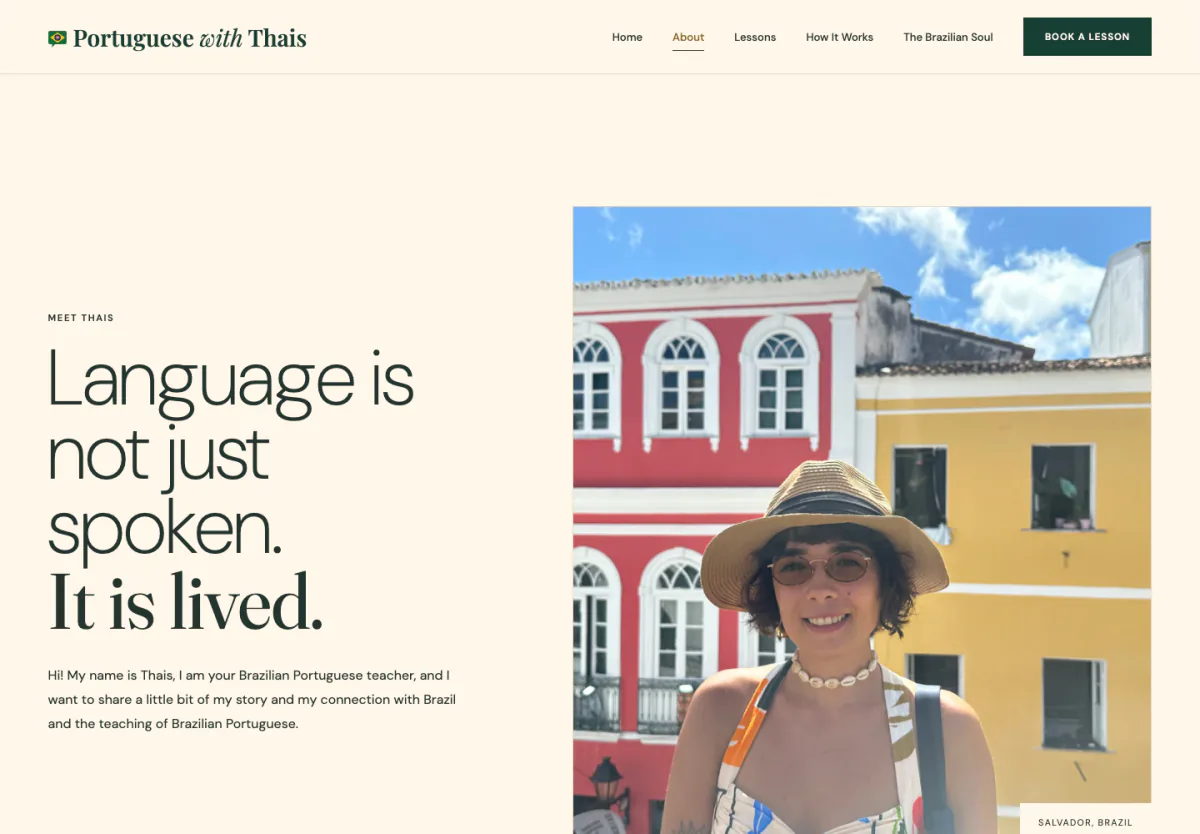 Portuguese with Thais
Home
About
Lessons
How It Works
The Brazilian Soul
BOOK A LESSON
MEET THAIS
Language is
not just
spoken.
It is lived.
Hi! My name is Thais, I am your Brazilian Portuguese teacher, and I
want to share a little bit of my story and my connection with Brazil
and the teaching of Brazilian Portuguese.
SALVADOR, BRAZIL